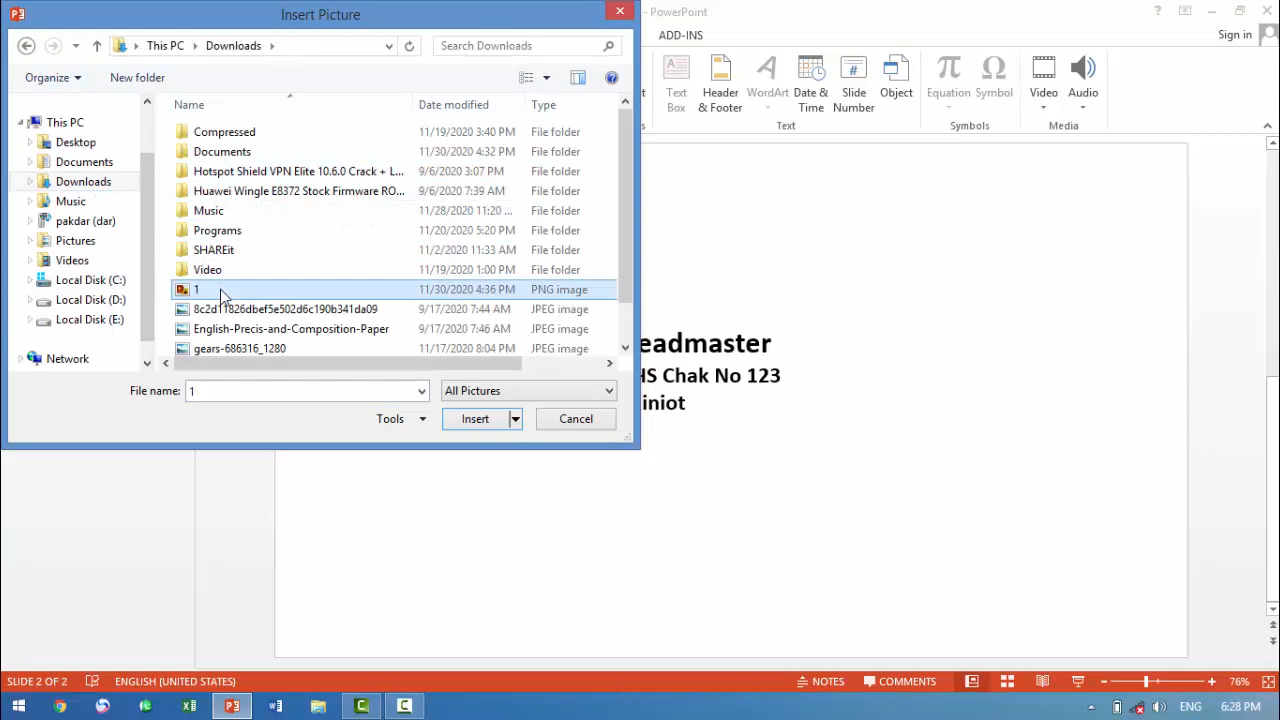 Insert Picture
- PowerPoint
This PC
Downloads
Search Downloads
ADD-INS
Sign in
Organize
New folder
Text Box
Header & Footer
WordArt
Date & Time
Slide Number
Object
Equation
Symbol
Video
Audio
Text
Symbols
Media
Name
Date modified
Type
This PC
Desktop
Documents
Downloads
Music
pakdar (dar)
Pictures
Videos
Local Disk (C:)
Local Disk (D:)
Local Disk (E:)
Network
Compressed 11/19/2020 3:40 PM File folder
Documents 11/30/2020 4:32 PM File folder
Hotspot Shield VPN Elite 10.6.0 Crack + L... 9/6/2020 3:07 PM File folder
Huawei Wingle E8372 Stock Firmware RO... 9/6/2020 7:39 AM File folder
Music 11/28/2020 11:20 ... File folder
Programs 11/20/2020 5:20 PM File folder
SHAREit 11/2/2020 11:33 AM File folder
Video 11/19/2020 1:00 PM File folder
1 11/30/2020 4:36 PM PNG image
9/17/2020 7:44 AM JPEG image
English-Precis-and-Composition-Paper 9/17/2020 7:46 AM JPEG image
gears-686316_1280 11/17/2020 8:04 PM JPEG image
File name: 1
All Pictures
Tools
Insert
Cancel
eadmaster
HS Chak No 123
iniot
SLIDE 2 OF 2
ENGLISH (UNITED STATES)
NOTES
COMMENTS
76%
ENG
6:28 PM